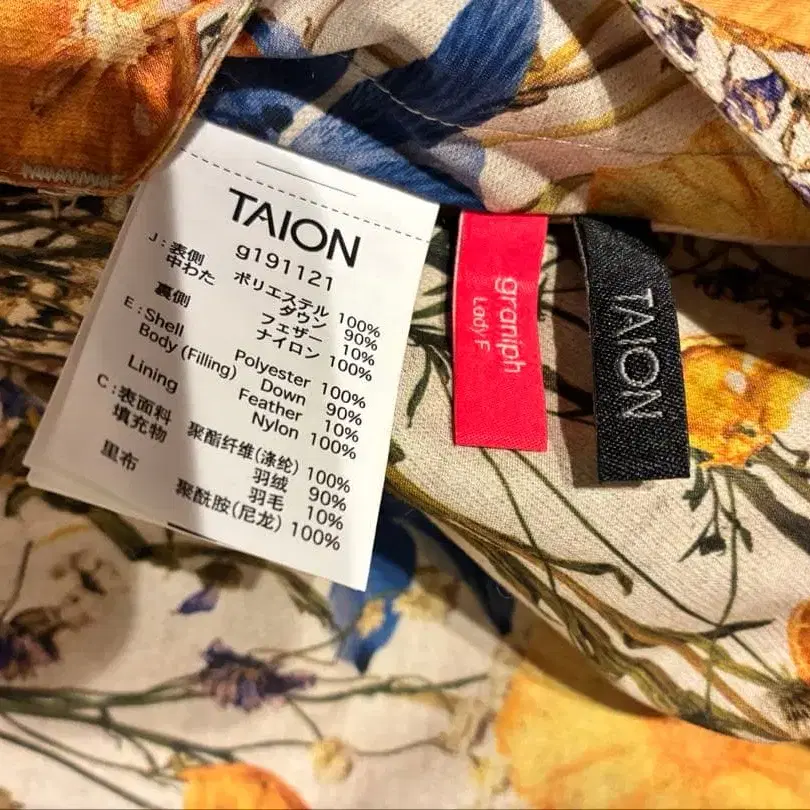 TAION
g191121
J：表側 ポリエステル 100%
中わた ダウン 90%
フェザー 10%
裏側 ナイロン 100%
E：Shell Polyester 100%
Body (Filling) Down 90%
Feather 10%
Lining Nylon 100%
C：表面料 聚酯纤维(涤纶) 100%
填充物 羽绒 90%
羽毛 10%
里布 聚酰胺(尼龙) 100%
graniph
Lady F
TAION